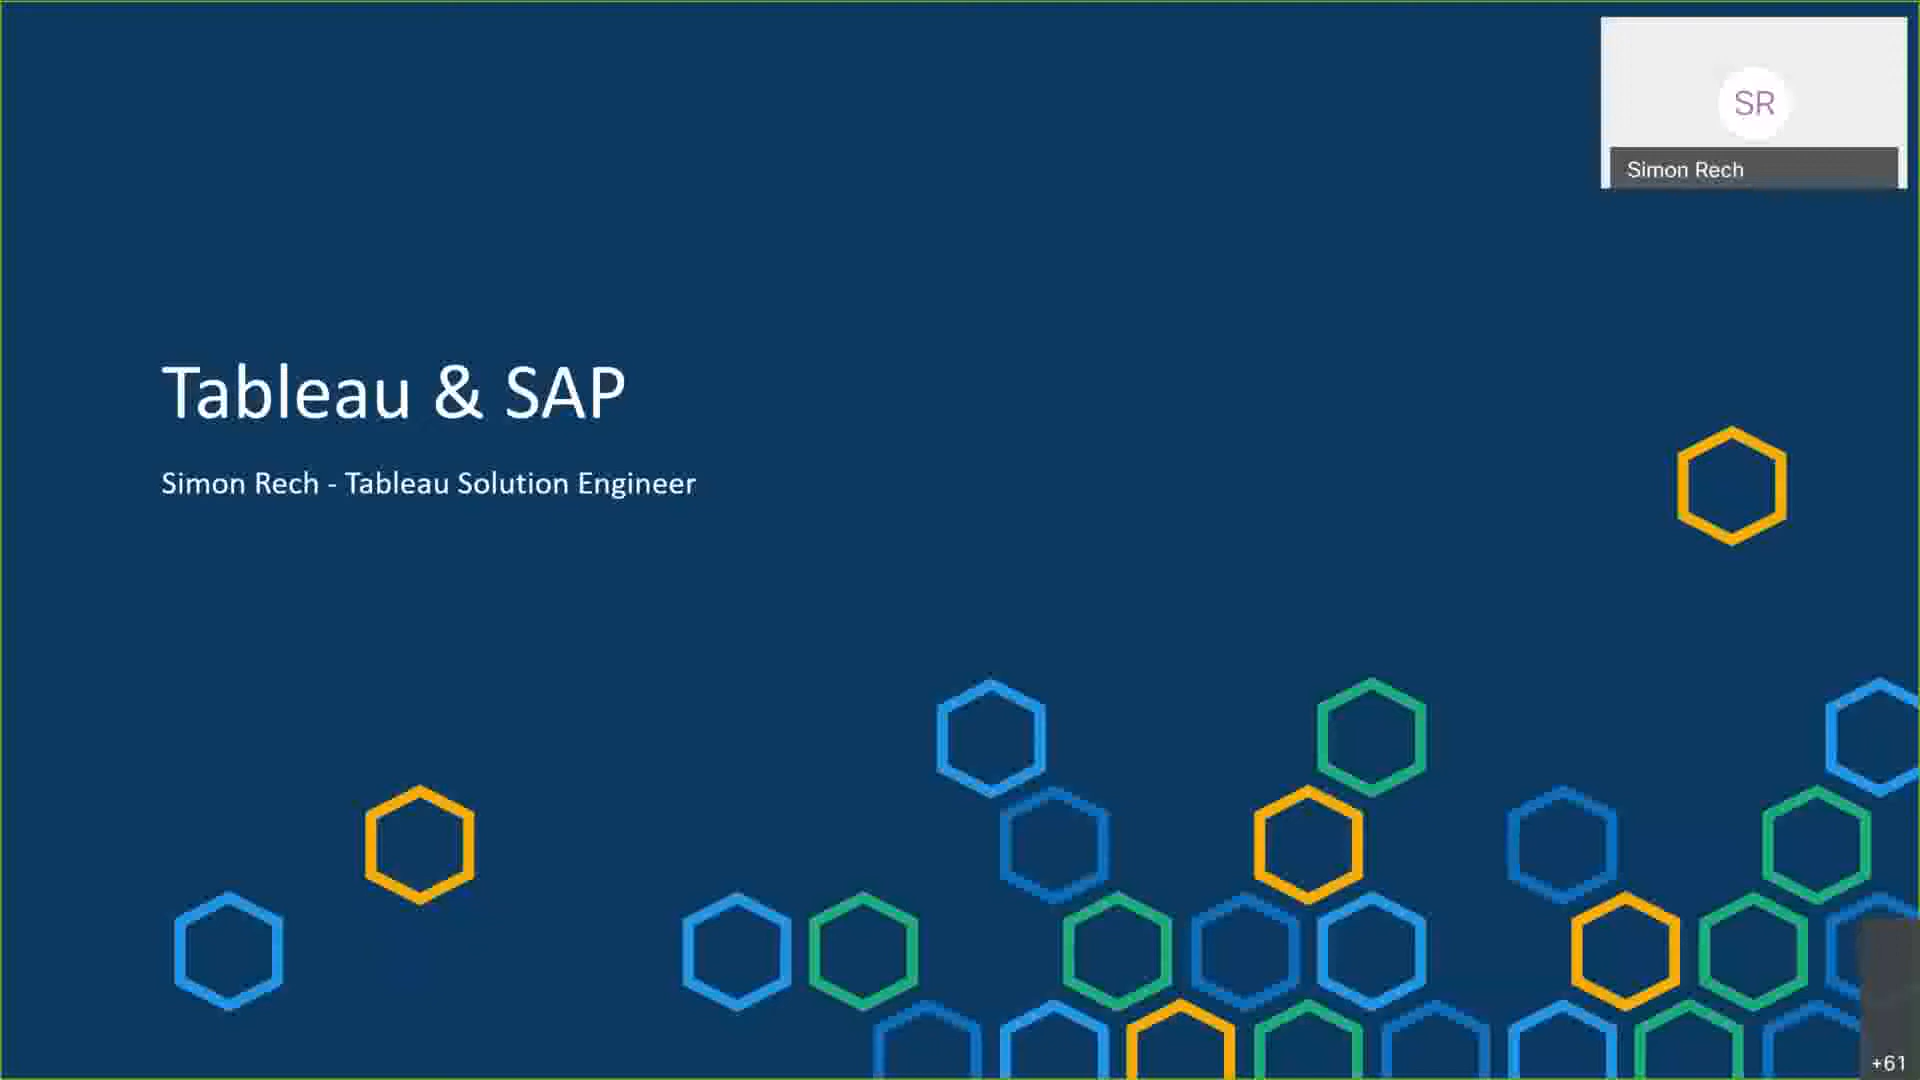 SR
Simon Rech
Tableau & SAP
Simon Rech - Tableau Solution Engineer
+61